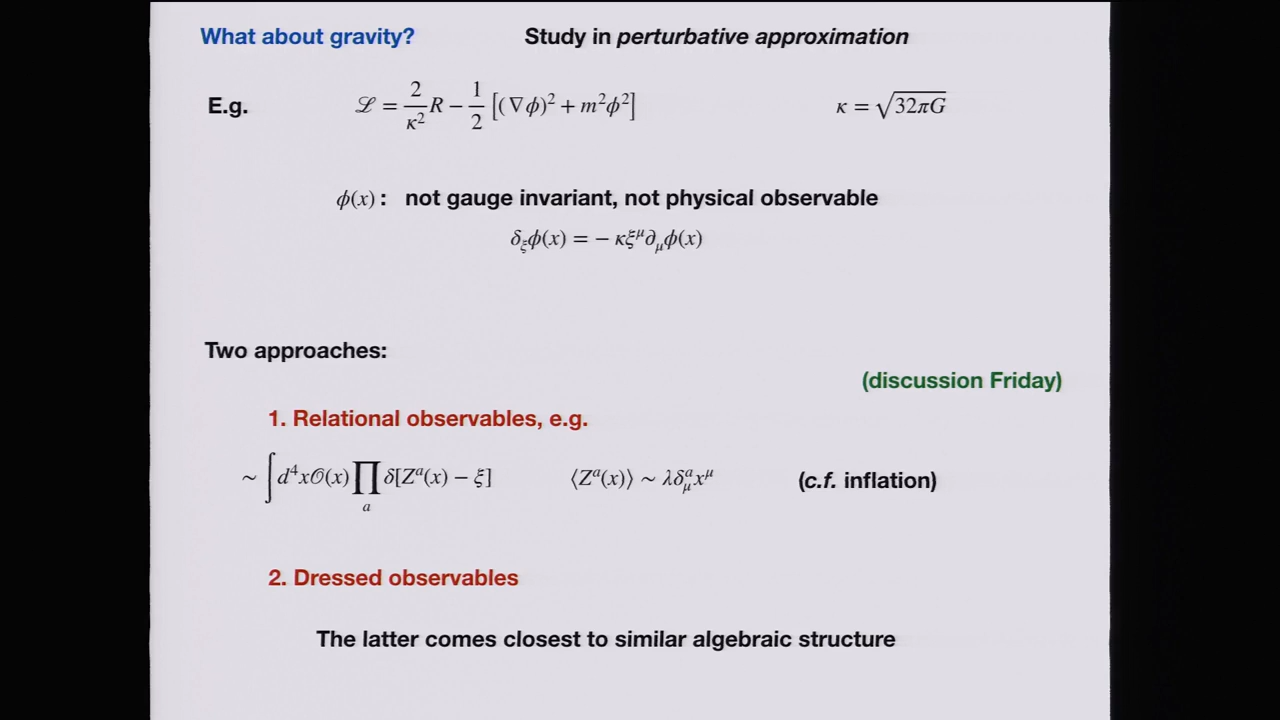 What about gravity? Study in perturbative approximation
E.g. ℒ = 2/κ² R − 1/2 [(∇ϕ)² + m²ϕ²] κ = √32πG
ϕ(x) : not gauge invariant, not physical observable
δ_ξϕ(x) = − κξ^μ∂_μϕ(x)
Two approaches:
(discussion Friday)
1. Relational observables, e.g.
~ ∫d⁴x𝒪(x)∏_a δ[Z^a(x) − ξ] ⟨Z^a(x)⟩ ~ λδ^a_μ x^μ (c.f. inflation)
2. Dressed observables
The latter comes closest to similar algebraic structure